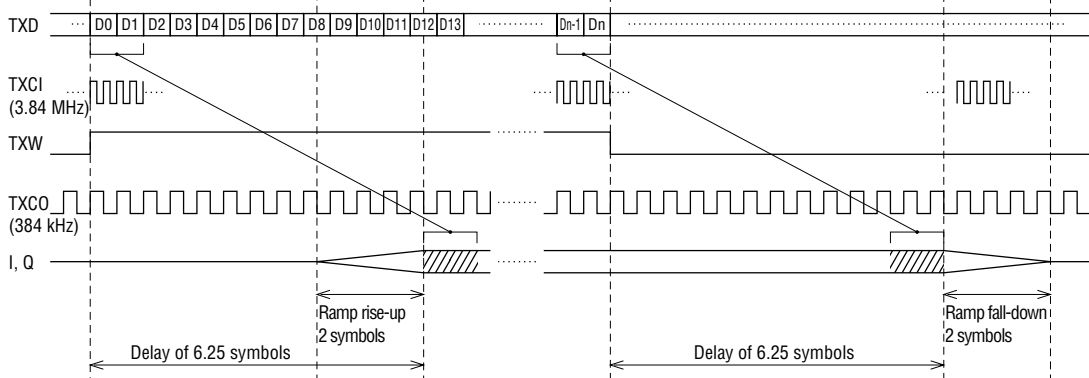 TXD D0 D1 D2 D3 D4 D5 D6 D7 D8 D9 D10 D11 D12 D13 Dn-1 Dn
TXCI
(3.84 MHz)
TXW
TXCO
(384 kHz)
I, Q
Ramp rise-up
2 symbols
Ramp fall-down
2 symbols
Delay of 6.25 symbols
Delay of 6.25 symbols